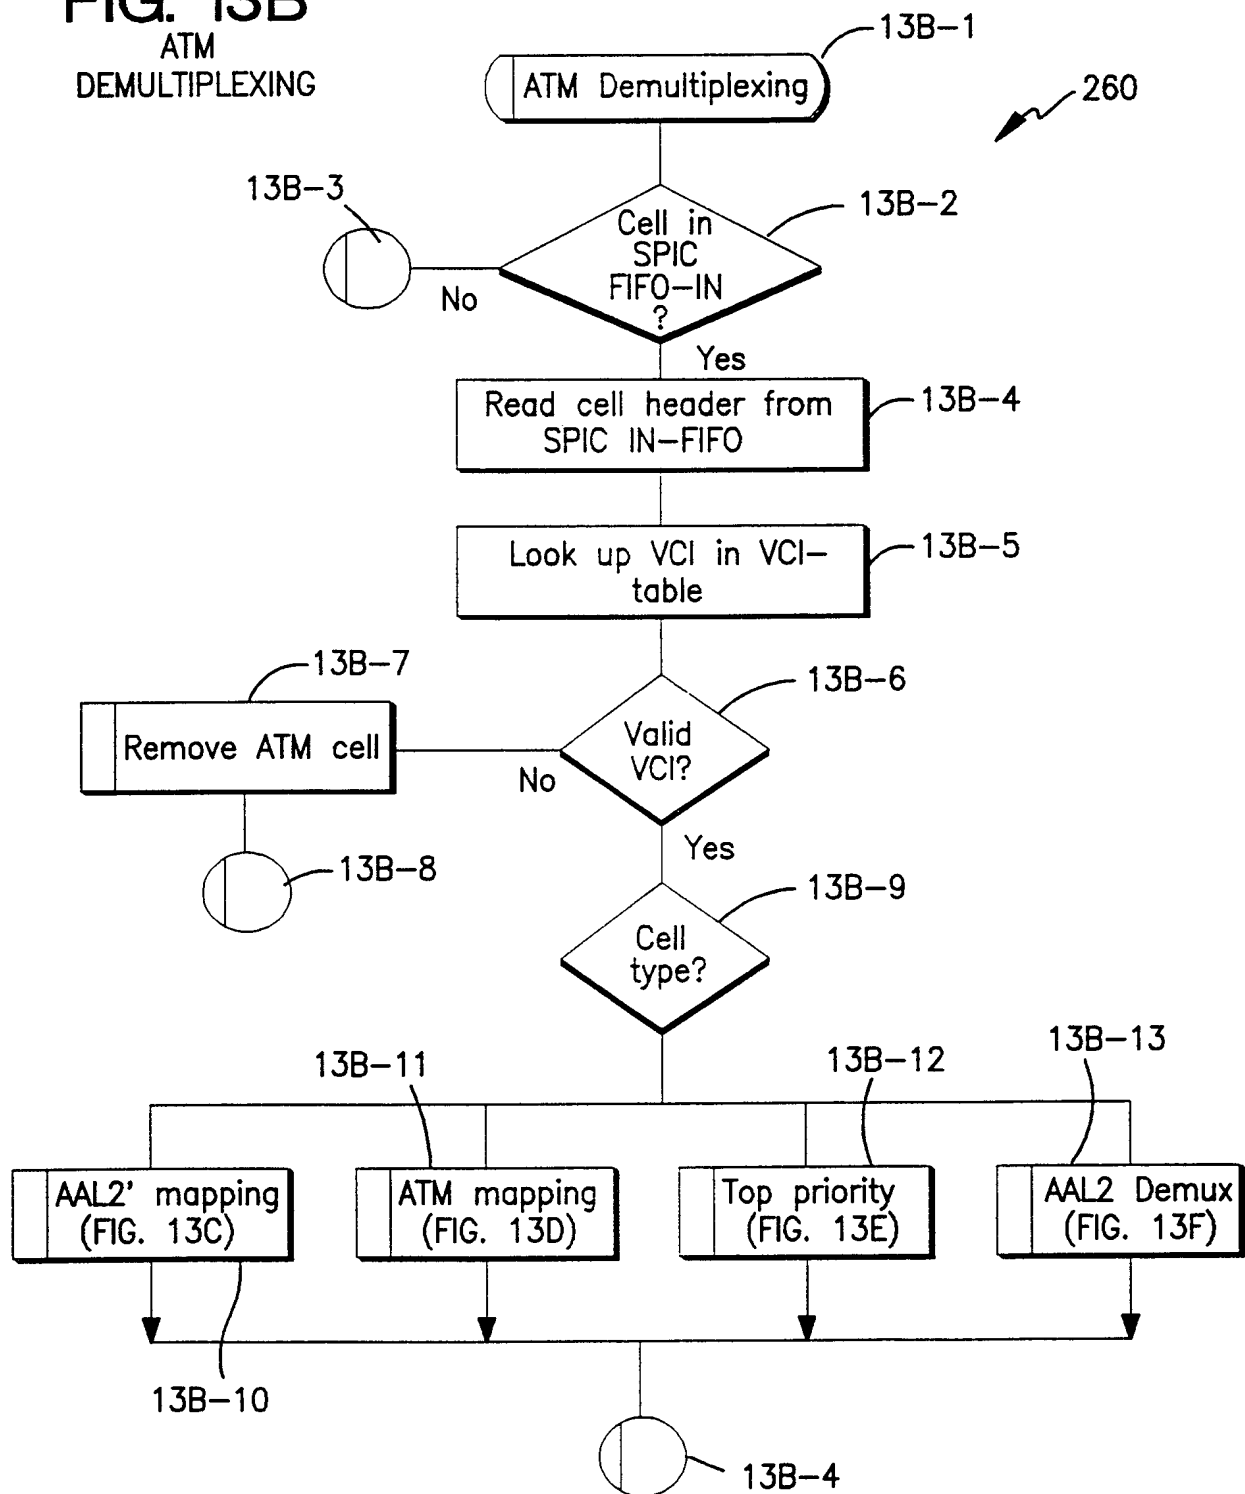 FIG. 13B
ATM
DEMULTIPLEXING
13B-1
ATM Demultiplexing
260
13B-3
13B-2
Cell in
SPIC
FIFO-IN
?
No
Yes
Read cell header from
SPIC IN-FIFO
13B-4
Look up VCI in VCI-
table
13B-5
13B-7
13B-6
Remove ATM cell
Valid
VCI?
No
Yes
13B-8
13B-9
Cell
type?
13B-11
13B-12
13B-13
AAL2' mapping
(FIG. 13C)
ATM mapping
(FIG. 13D)
Top priority
(FIG. 13E)
AAL2 Demux
(FIG. 13F)
13B-10
13B-4